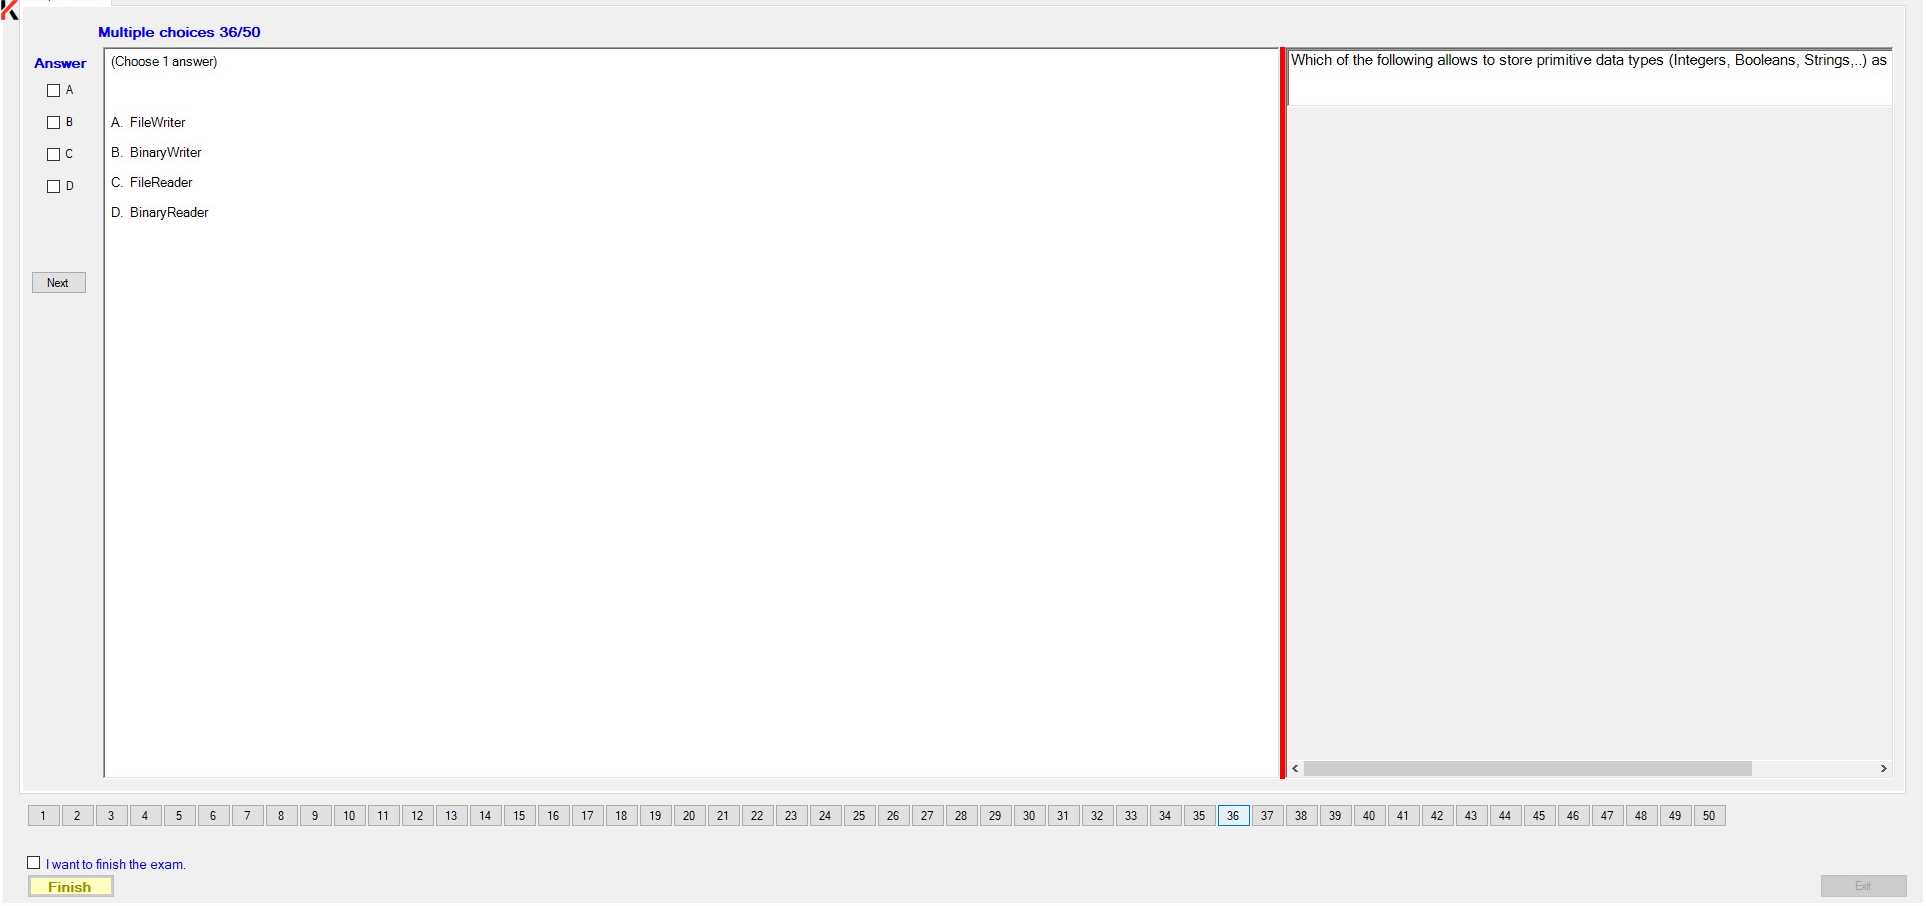 Multiple choices 36/50
Answer
A
B
C
D
Next
(Choose 1 answer)
A. FileWriter
B. BinaryWriter
C. FileReader
D. BinaryReader
Which of the following allows to store primitive data types (Integers, Booleans, Strings,..) as
1 2 3 4 5 6 7 8 9 10 11 12 13 14 15 16 17 18 19 20 21 22 23 24 25 26 27 28 29 30 31 32 33 34 35 36 37 38 39 40 41 42 43 44 45 46 47 48 49 50
I want to finish the exam.
Finish
Exit